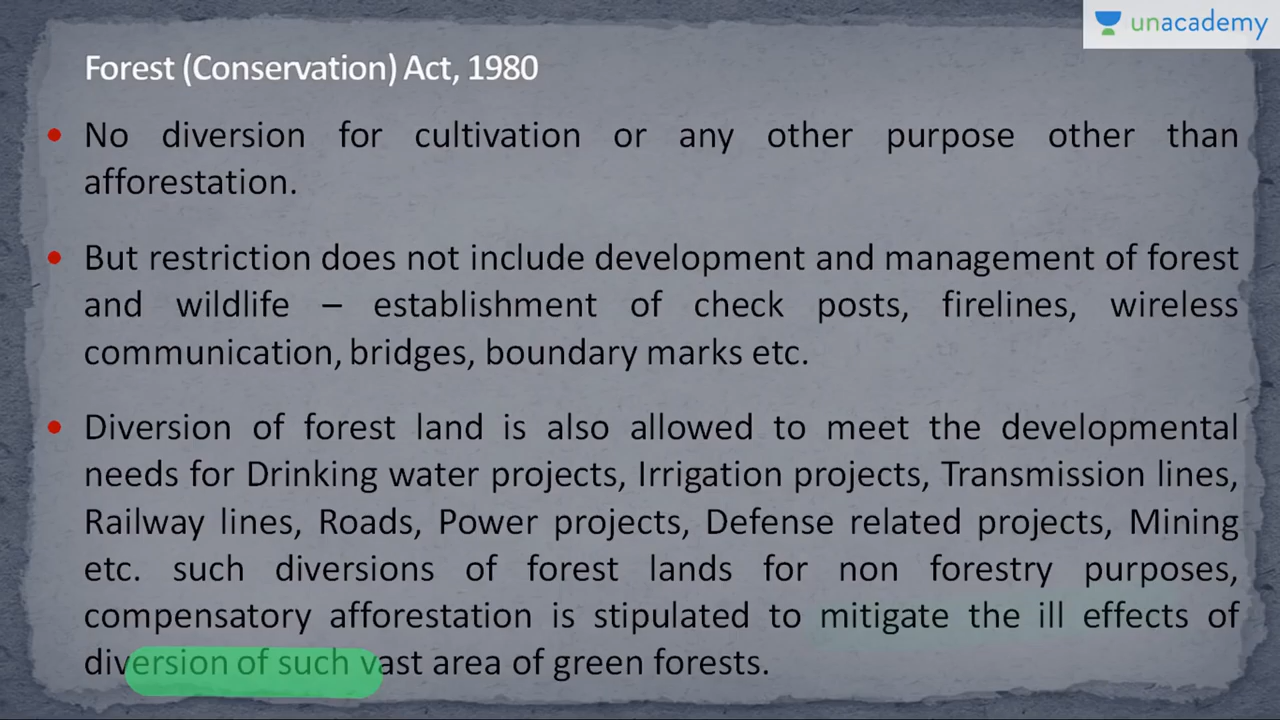 unacademy
Forest (Conservation) Act, 1980
• No diversion for cultivation or any other purpose other than
afforestation.
• But restriction does not include development and management of forest
and wildlife – establishment of check posts, firelines, wireless
communication, bridges, boundary marks etc.
• Diversion of forest land is also allowed to meet the developmental
needs for Drinking water projects, Irrigation projects, Transmission lines,
Railway lines, Roads, Power projects, Defense related projects, Mining
etc. such diversions of forest lands for non forestry purposes,
compensatory afforestation is stipulated to mitigate the ill effects of
diversion of such vast area of green forests.